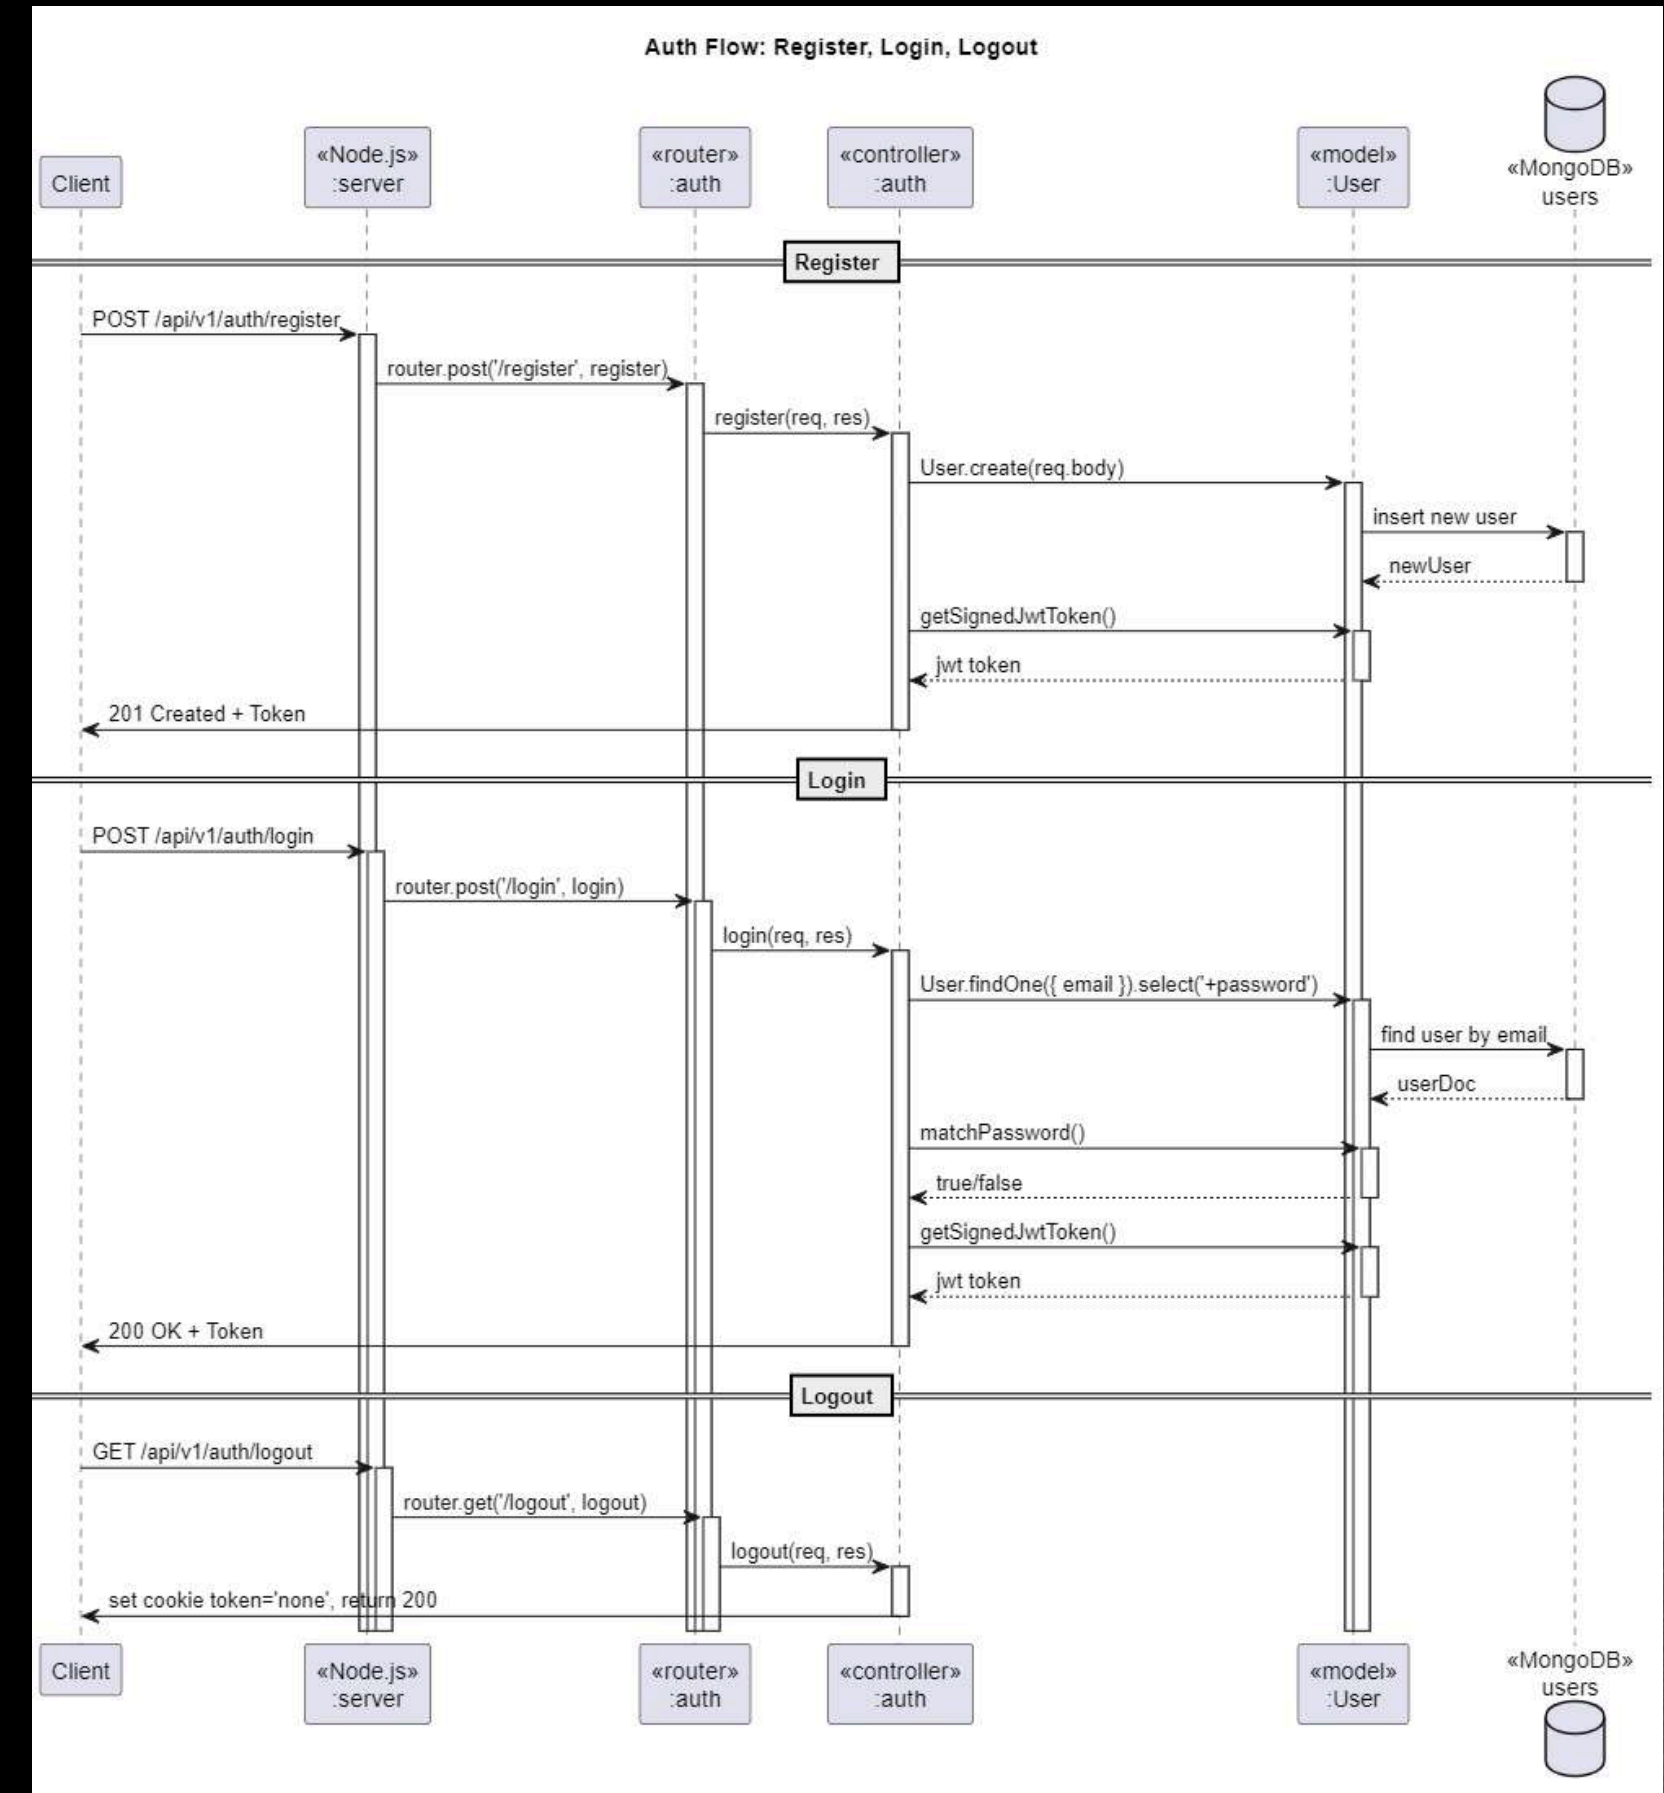 Auth Flow: Register, Login, Logout
Client
«Node.js»
:server
«router»
:auth
«controller»
:auth
«model»
:User
«MongoDB»
users
Register
POST /api/v1/auth/register
router.post('/register', register)
register(req, res)
User.create(req.body)
insert new user
newUser
getSignedJwtToken()
jwt token
201 Created + Token
Login
POST /api/v1/auth/login
router.post('/login', login)
login(req, res)
User.findOne({ email }).select('+password')
find user by email
userDoc
matchPassword()
true/false
getSignedJwtToken()
jwt token
200 OK + Token
Logout
GET /api/v1/auth/logout
router.get('/logout', logout)
logout(req, res)
set cookie token='none', return 200
Client
«Node.js»
:server
«router»
:auth
«controller»
:auth
«model»
:User
«MongoDB»
users